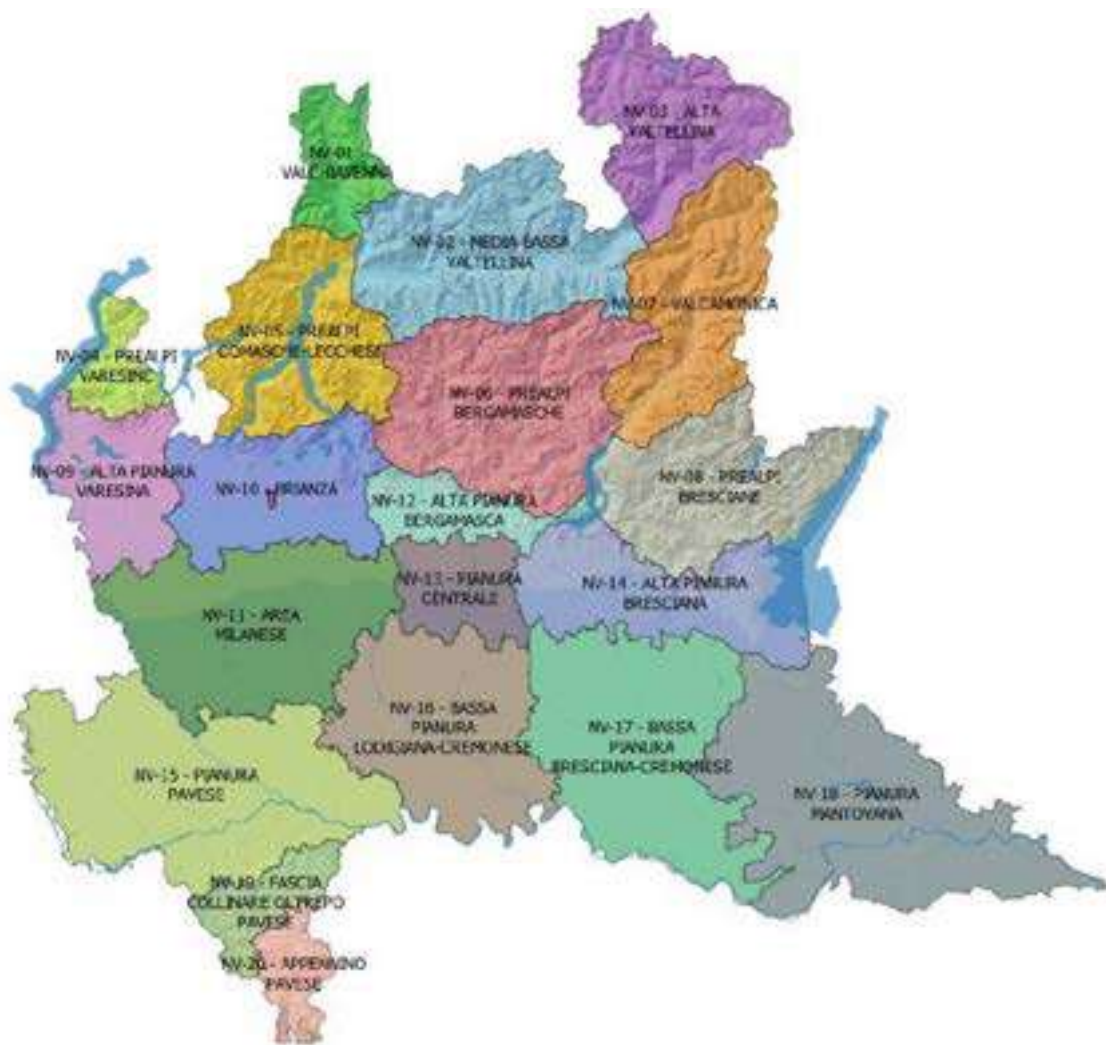 NV-03 - ALTA
VALTELLINA
NV-01
VALCHIAVENNA
NV-02 - MEDIA-BASSA
VALTELLINA
NV-07 - VALCAMONICA
NV-05 - PREALPI
COMASCHE-LECCHESE
NV-04 - PREALPI
VARESINE
NV-06 - PREALPI
BERGAMASCHE
NV-09 - ALTA PIANURA
VARESINA
NV-10 - BRIANZA
NV-08 - PREALPI
BRESCIANE
NV-12 - ALTA PIANURA
BERGAMASCA
NV-13 - PIANURA
CENTRALE
NV-14 - ALTA PIANURA
BRESCIANA
NV-11 - AREA
MILANESE
NV-16 - BASSA
PIANURA
LODIGIANA-CREMONESE
NV-17 - BASSA
PIANURA
BRESCIANA-CREMONESE
NV-15 - PIANURA
PAVESE
NV-18 - PIANURA
MANTOVANA
NV-19 - FASCIA
COLLINARE OLTREPO
PAVESE
NV-20 - APPENNINO
PAVESE